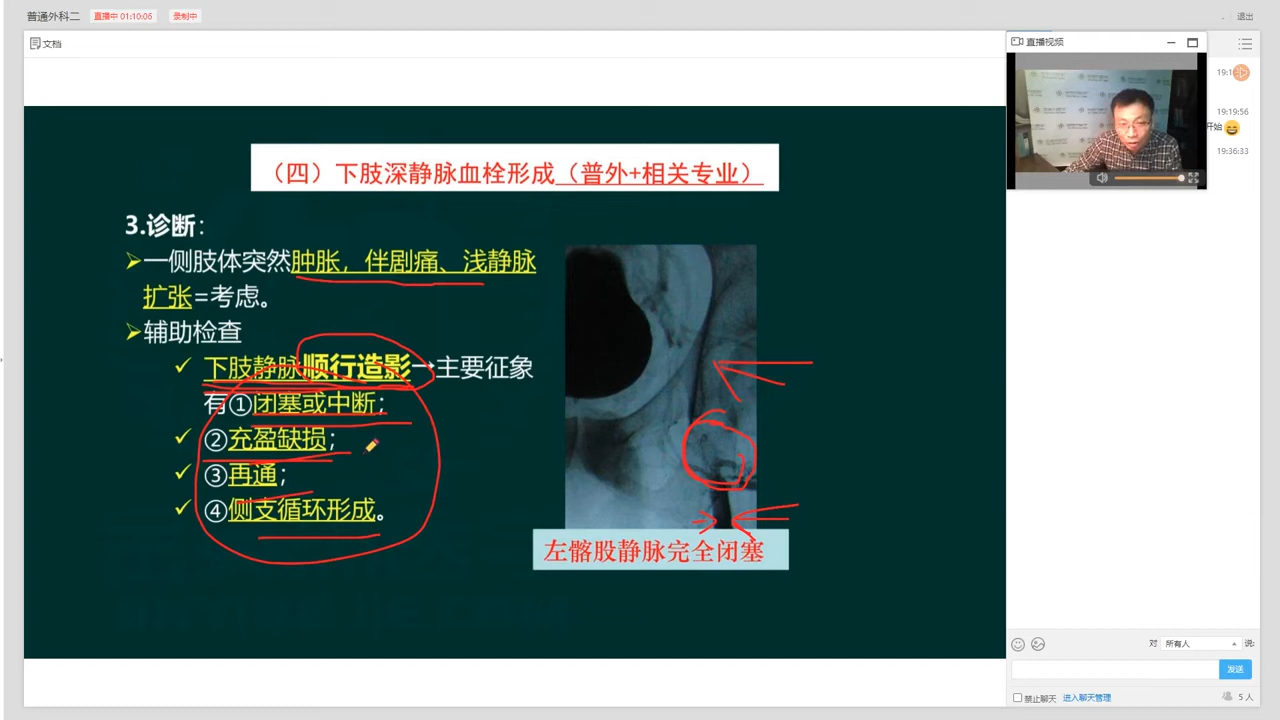 普通外科二
直播中 01:10:06
录制中
退出
文档
直播视频
19:1
19:19:56
开始
19:36:33
（四）下肢深静脉血栓形成（普外+相关专业）
3.诊断：
一侧肢体突然肿胀，伴剧痛、浅静脉
扩张=考虑。
辅助检查
下肢静脉顺行造影→主要征象
有①闭塞或中断；
②充盈缺损；
③再通；
④侧支循环形成。
左髂股静脉完全闭塞
对 所有人 说:
发送
禁止聊天 进入聊天管理
5 人